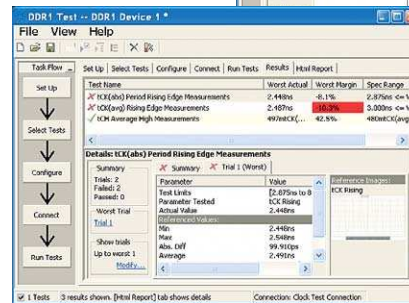 DDR1 Test -- DDR1 Device 1 *
File View Help
Task Flow
Set Up
Select Tests
Configure
Connect
Run Tests
Set Up Select Tests Configure Connect Run Tests Results Html Report
Test Name Worst Actual Worst Margin Spec Range
tCK(abs) Period Rising Edge Measurements 2.448ns -8.1% 2.875ns <=
tCK(avg) Rising Edge Measurements 2.487ns -10.3% 3.000ns <=
tCH Average High Measurements 497mtCK(... 42.5% 480mtCK(avg)
Details: tCK(abs) Period Rising Edge Measurements
Summary
Trials: 2
Failed: 2
Passed: 0
Worst Trial
Trial 1
Show trials
Up to worst 1
Modify...
Summary Trial 1 (Worst)
Parameter Value
Test Limits [2.875ns to 8
Parameter Tested tCK Rising
Actual Value 2.448ns
Referenced Values:
Min 2.448ns
Max 2.548ns
Abs. Diff 99.910ps
Average 2.491ns
Reference Images:
tCK Rising
1 Tests 3 results shown. [Html Report] tab shows details Connection: Clock Test Connection